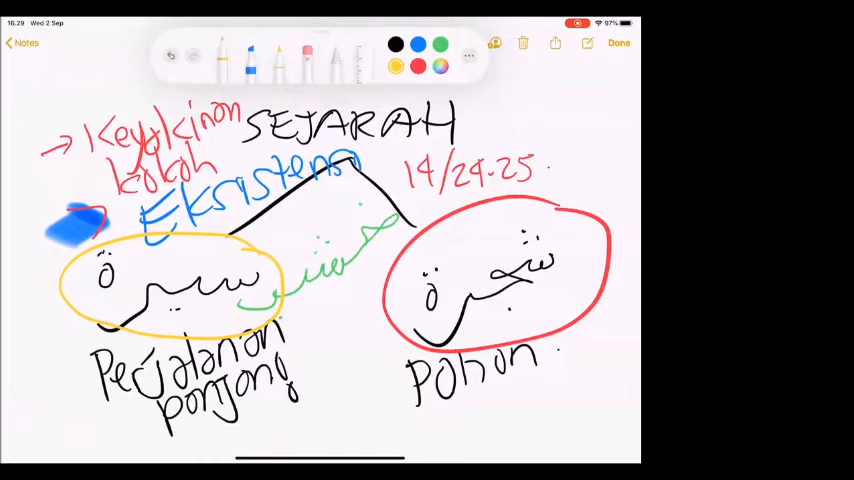 16.29 Wed 2 Sep
97%
Notes
Done
→ Keyakinan
kokoh
SEJARAH
Eksistensi
14/24-25
سيرة
شجرة
Perjalanan
panjang
Pohon